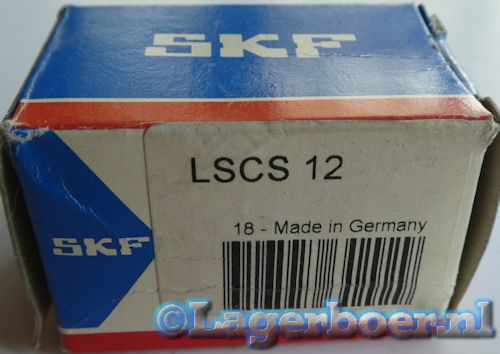 SKF
LSCS 12
18 - Made in Germany
SKF
©Lagerboer.nl